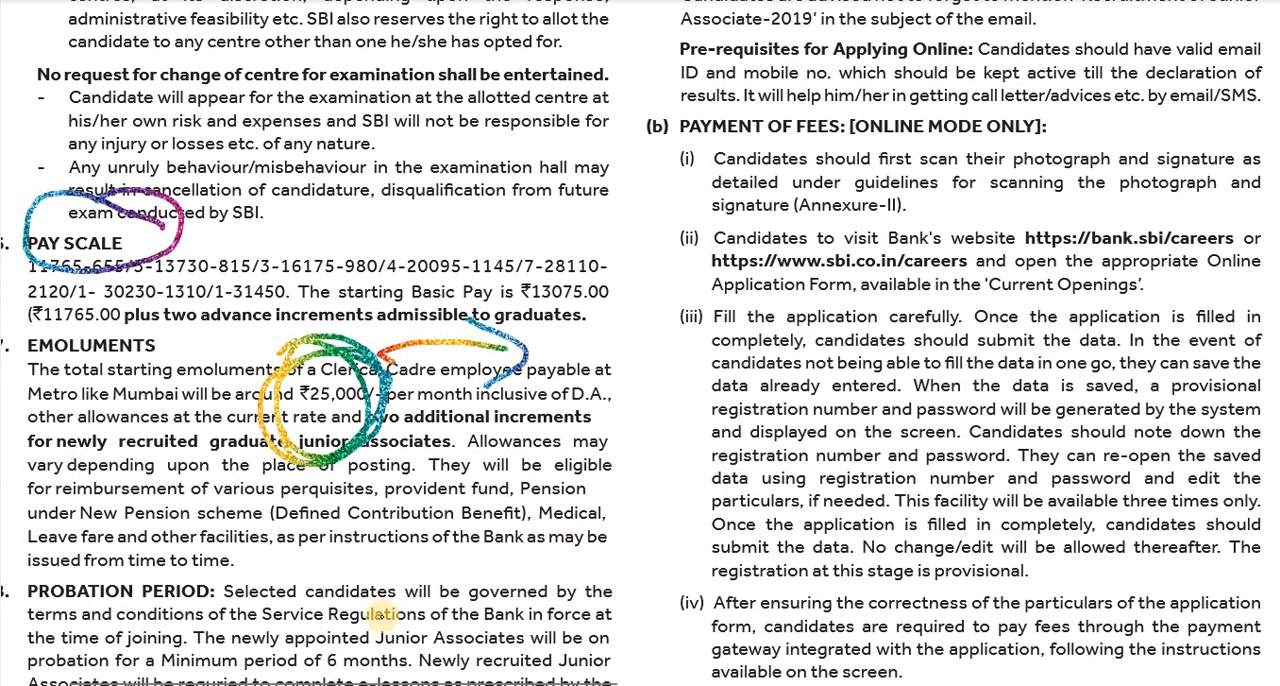 administrative feasibility etc. SBI also reserves the right to allot the
candidate to any centre other than one he/she has opted for.
No request for change of centre for examination shall be entertained.
- Candidate will appear for the examination at the allotted centre at
his/her own risk and expenses and SBI will not be responsible for
any injury or losses etc. of any nature.
- Any unruly behaviour/misbehaviour in the examination hall may
result in cancellation of candidature, disqualification from future
exam conducted by SBI.
PAY SCALE
11765-655/3-13730-815/3-16175-980/4-20095-1145/7-28110-
2120/1- 30230-1310/1-31450. The starting Basic Pay is ₹13075.00
(₹11765.00 plus two advance increments admissible to graduates.
EMOLUMENTS
The total starting emoluments of a Clerical Cadre employee payable at
Metro like Mumbai will be around ₹25,000/- per month inclusive of D.A.,
other allowances at the current rate and two additional increments
for newly recruited graduate junior associates. Allowances may
vary depending upon the place of posting. They will be eligible
for reimbursement of various perquisites, provident fund, Pension
under New Pension scheme (Defined Contribution Benefit), Medical,
Leave fare and other facilities, as per instructions of the Bank as may be
issued from time to time.
PROBATION PERIOD: Selected candidates will be governed by the
terms and conditions of the Service Regulations of the Bank in force at
the time of joining. The newly appointed Junior Associates will be on
probation for a Minimum period of 6 months. Newly recruited Junior
Associates will be requried to complete e-lessons as prescribed by the
Associate-2019' in the subject of the email.
Pre-requisites for Applying Online: Candidates should have valid email
ID and mobile no. which should be kept active till the declaration of
results. It will help him/her in getting call letter/advices etc. by email/SMS.
(b) PAYMENT OF FEES: [ONLINE MODE ONLY]:
(i) Candidates should first scan their photograph and signature as
detailed under guidelines for scanning the photograph and
signature (Annexure-II).
(ii) Candidates to visit Bank's website https://bank.sbi/careers or
https://www.sbi.co.in/careers and open the appropriate Online
Application Form, available in the 'Current Openings'.
(iii) Fill the application carefully. Once the application is filled in
completely, candidates should submit the data. In the event of
candidates not being able to fill the data in one go, they can save the
data already entered. When the data is saved, a provisional
registration number and password will be generated by the system
and displayed on the screen. Candidates should note down the
registration number and password. They can re-open the saved
data using registration number and password and edit the
particulars, if needed. This facility will be available three times only.
Once the application is filled in completely, candidates should
submit the data. No change/edit will be allowed thereafter. The
registration at this stage is provisional.
(iv) After ensuring the correctness of the particulars of the application
form, candidates are required to pay fees through the payment
gateway integrated with the application, following the instructions
available on the screen.